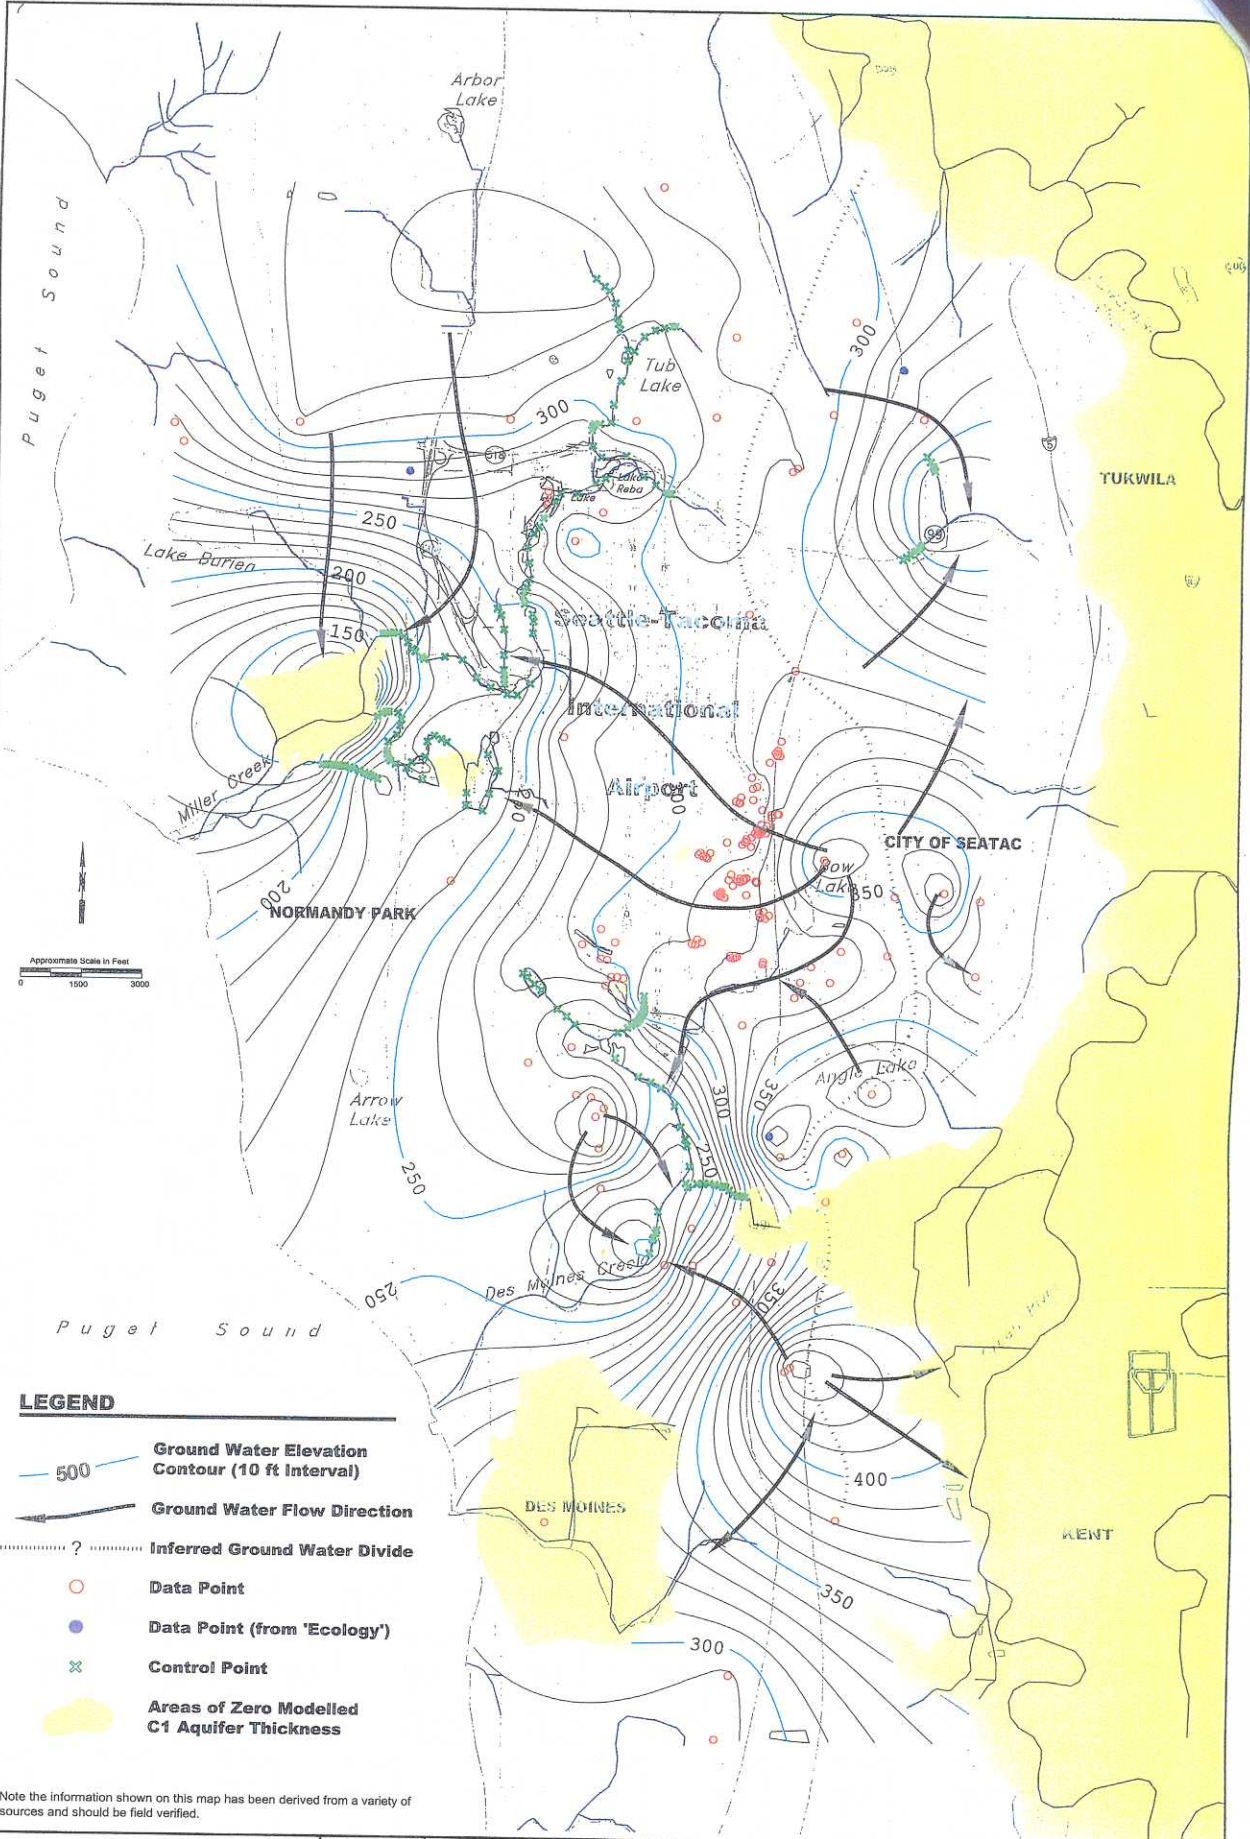 Arbor
Lake
Puget Sound
300
Tub
Lake
300
5
TUKWILA
518
Lake
Reba
Lake
250
99
Lake Burien
200
150
Seattle-Tacoma
International
Airport
Miller Creek
CITY OF SEATAC
Bow
Lake
350
200
NORMANDY PARK
Approximate Scale in Feet
0 1500 3000
Angle Lake
350
300
Arrow
Lake
250
250
Des Moines Creek
250
350
Puget Sound
LEGEND
500
Ground Water Elevation
Contour (10 ft Interval)
Ground Water Flow Direction
?
Inferred Ground Water Divide
Data Point
Data Point (from 'Ecology')
Control Point
Areas of Zero Modelled
C1 Aquifer Thickness
400
DES MOINES
KENT
350
300
Note the information shown on this map has been derived from a variety of
sources and should be field verified.